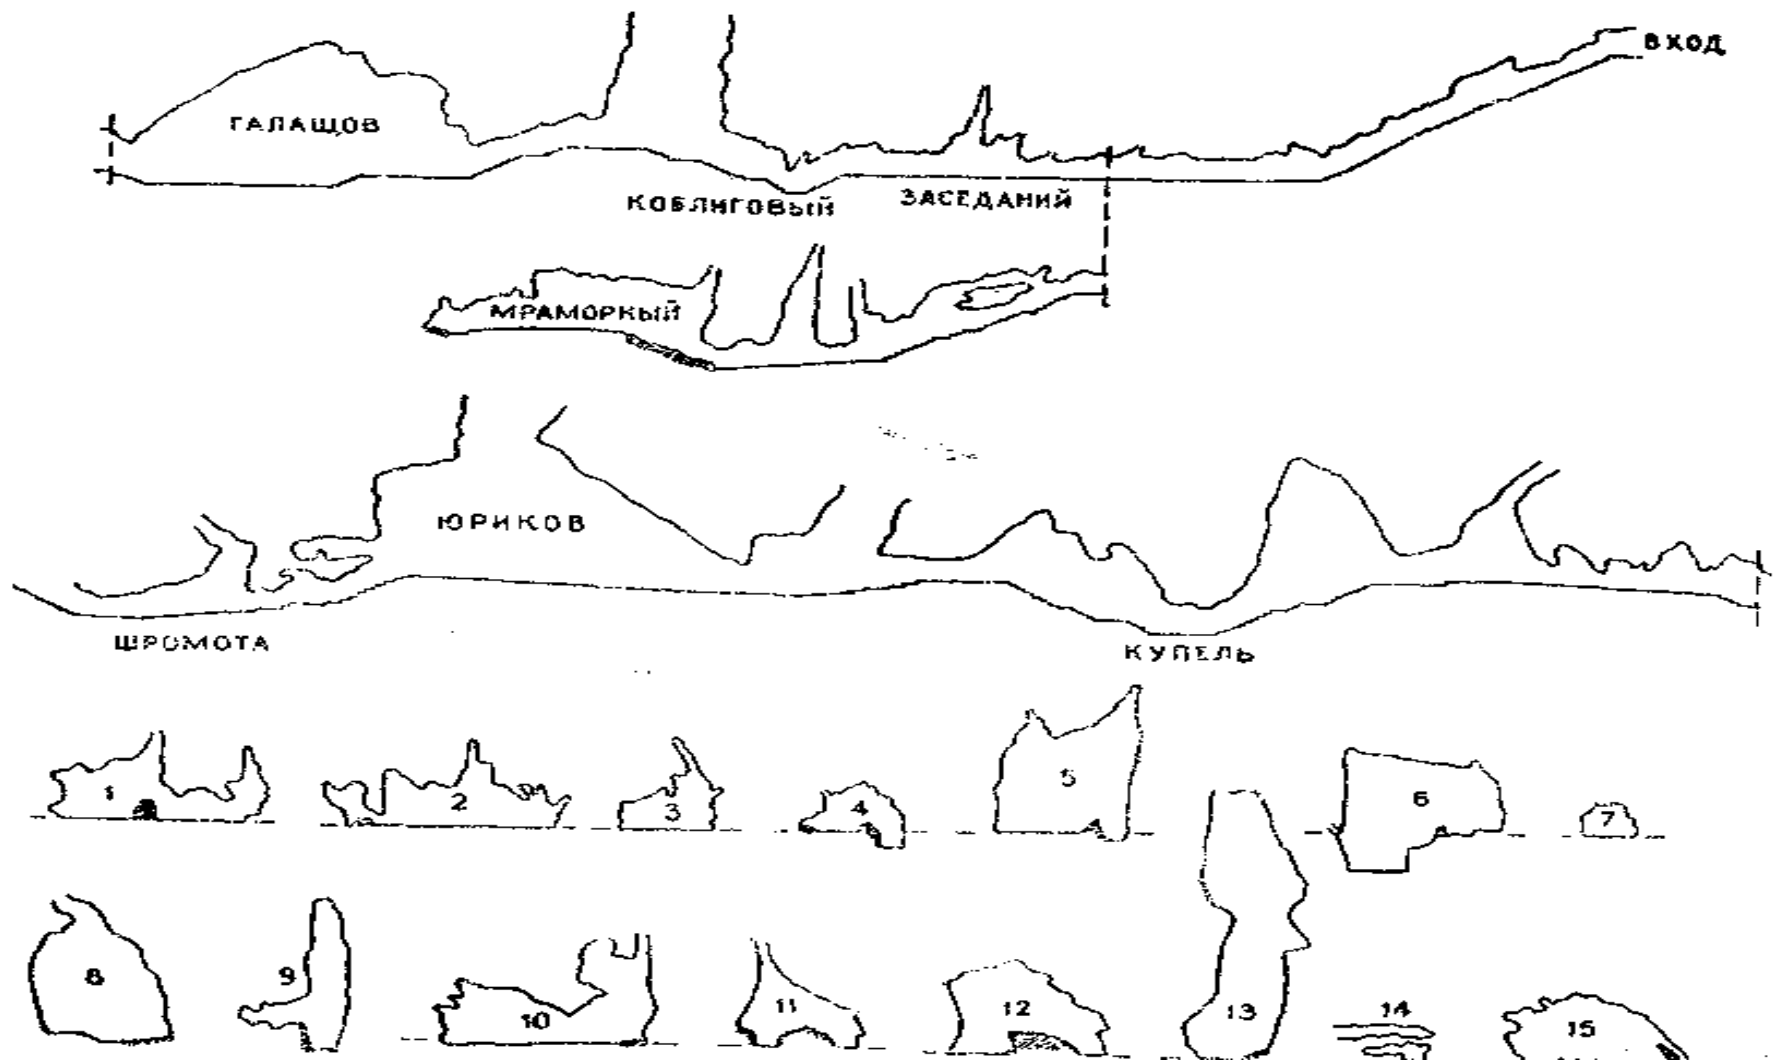 ВХОД
ГАЛАЩОВ
КОБЛИГОВЫЙ ЗАСЕДАНИЙ
МРАМОРКЫЙ
ЮРИКОВ
ШРОМОТА КУПЕЛЬ
1 2 3 4 5 6 7
8 9 10 11 12 13 14 15